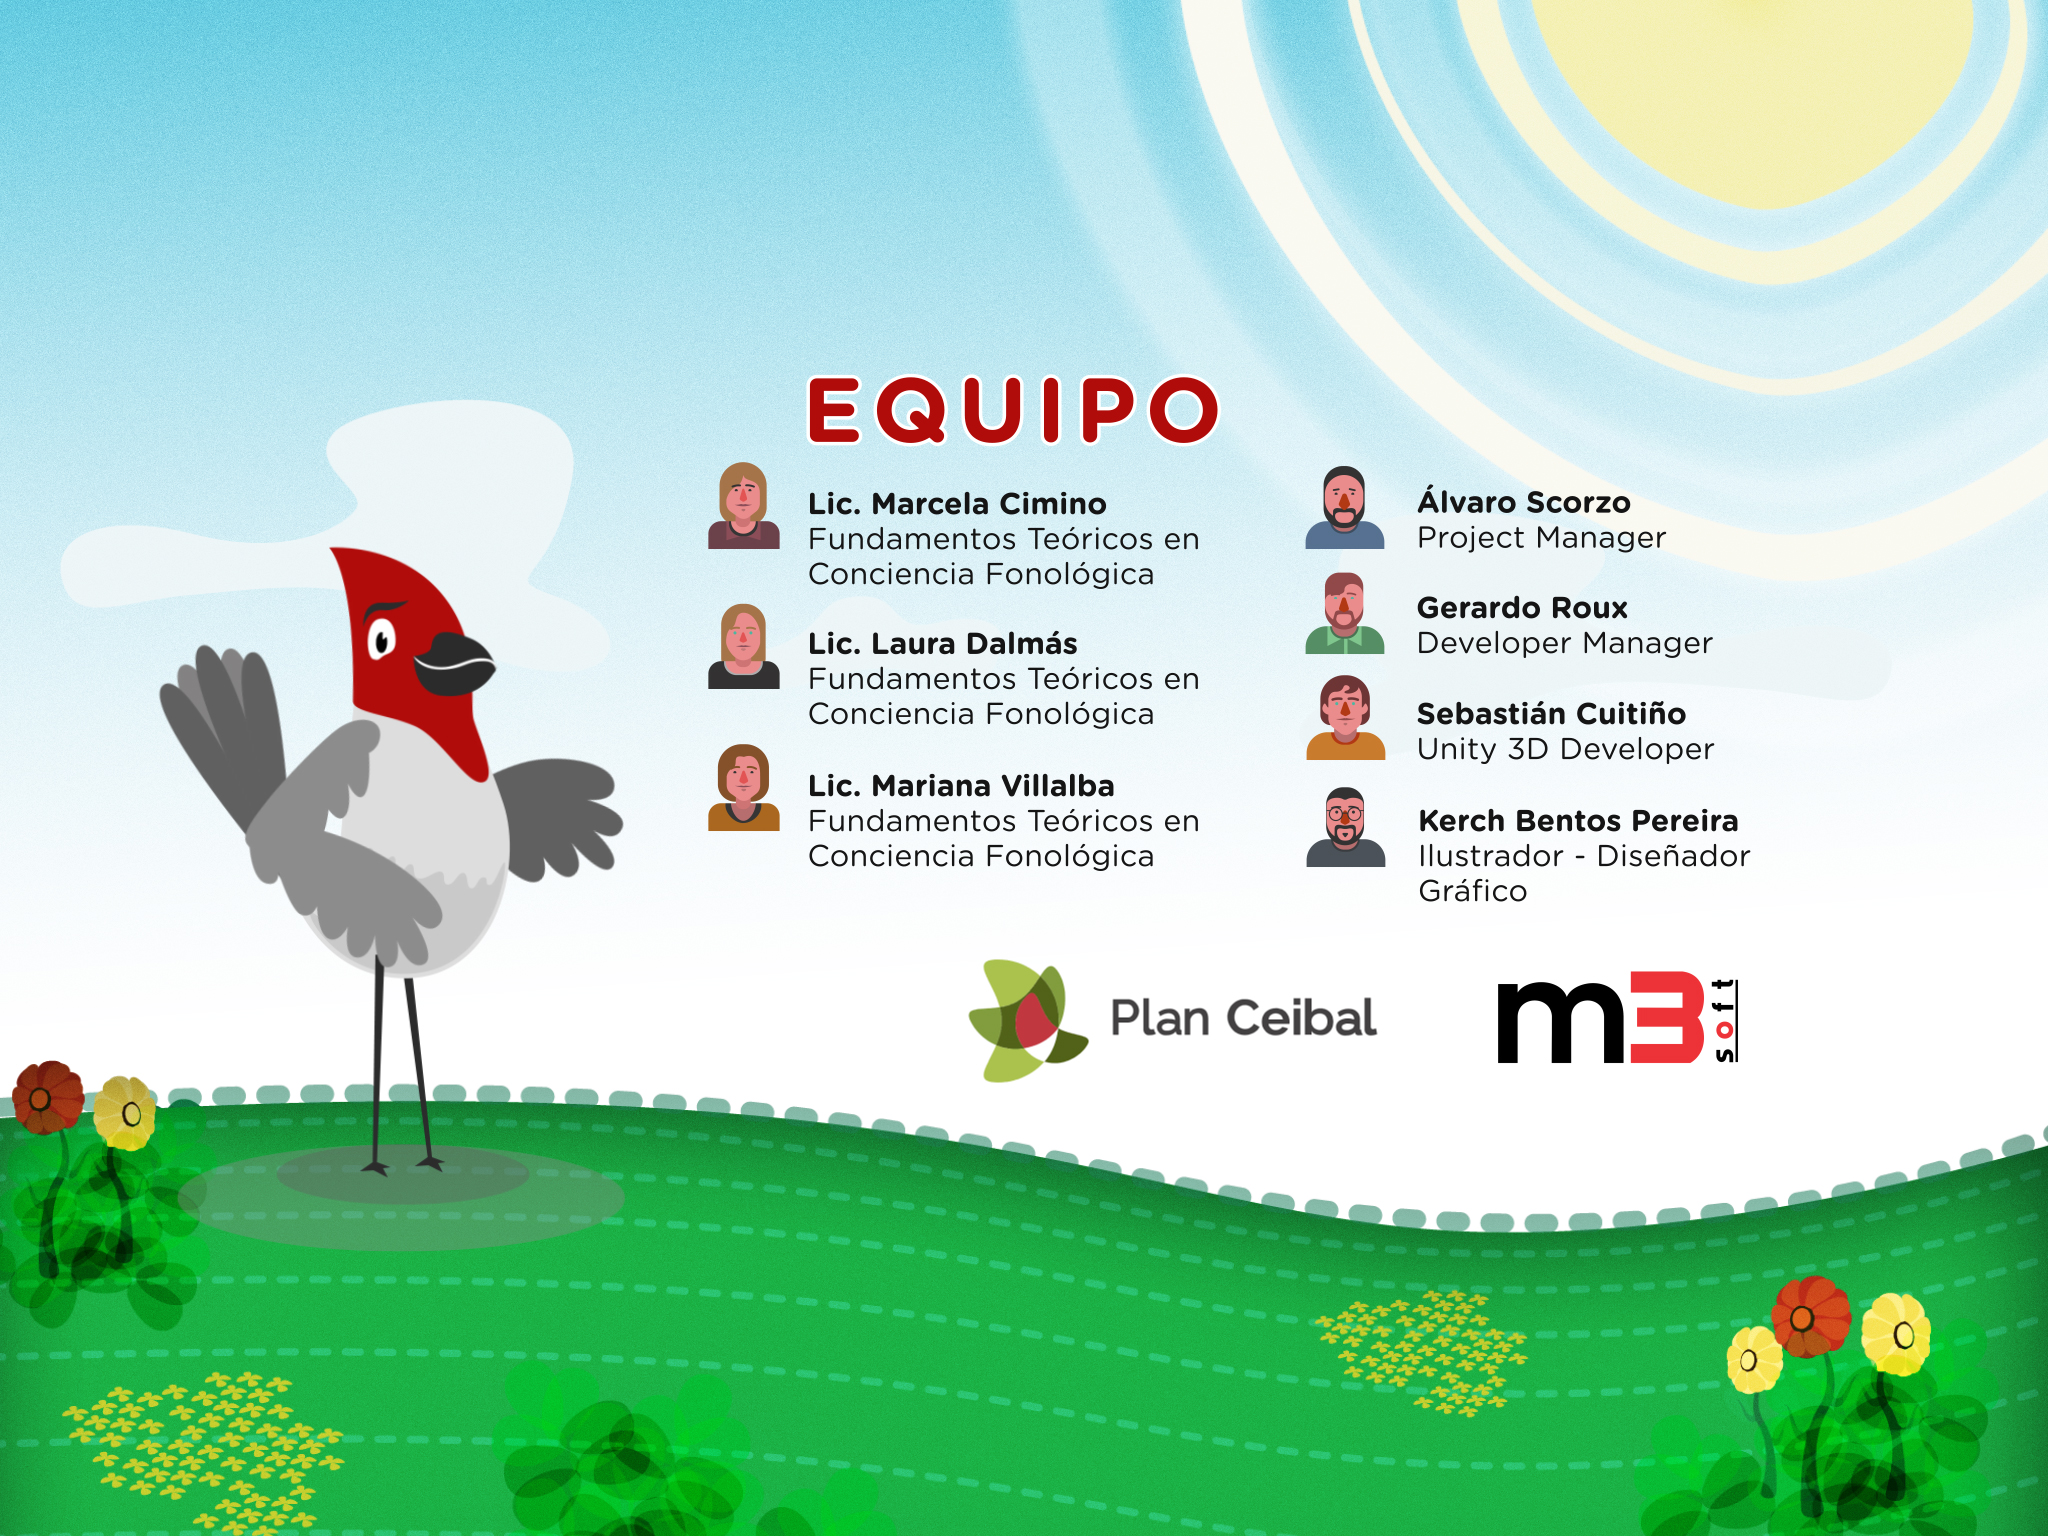 EQUIPO
Lic. Marcela Cimino
Fundamentos Teóricos en
Conciencia Fonológica
Lic. Laura Dalmás
Fundamentos Teóricos en
Conciencia Fonológica
Lic. Mariana Villalba
Fundamentos Teóricos en
Conciencia Fonológica
Álvaro Scorzo
Project Manager
Gerardo Roux
Developer Manager
Sebastián Cuitiño
Unity 3D Developer
Kerch Bentos Pereira
Ilustrador - Diseñador
Gráfico
Plan Ceibal
m3
soft